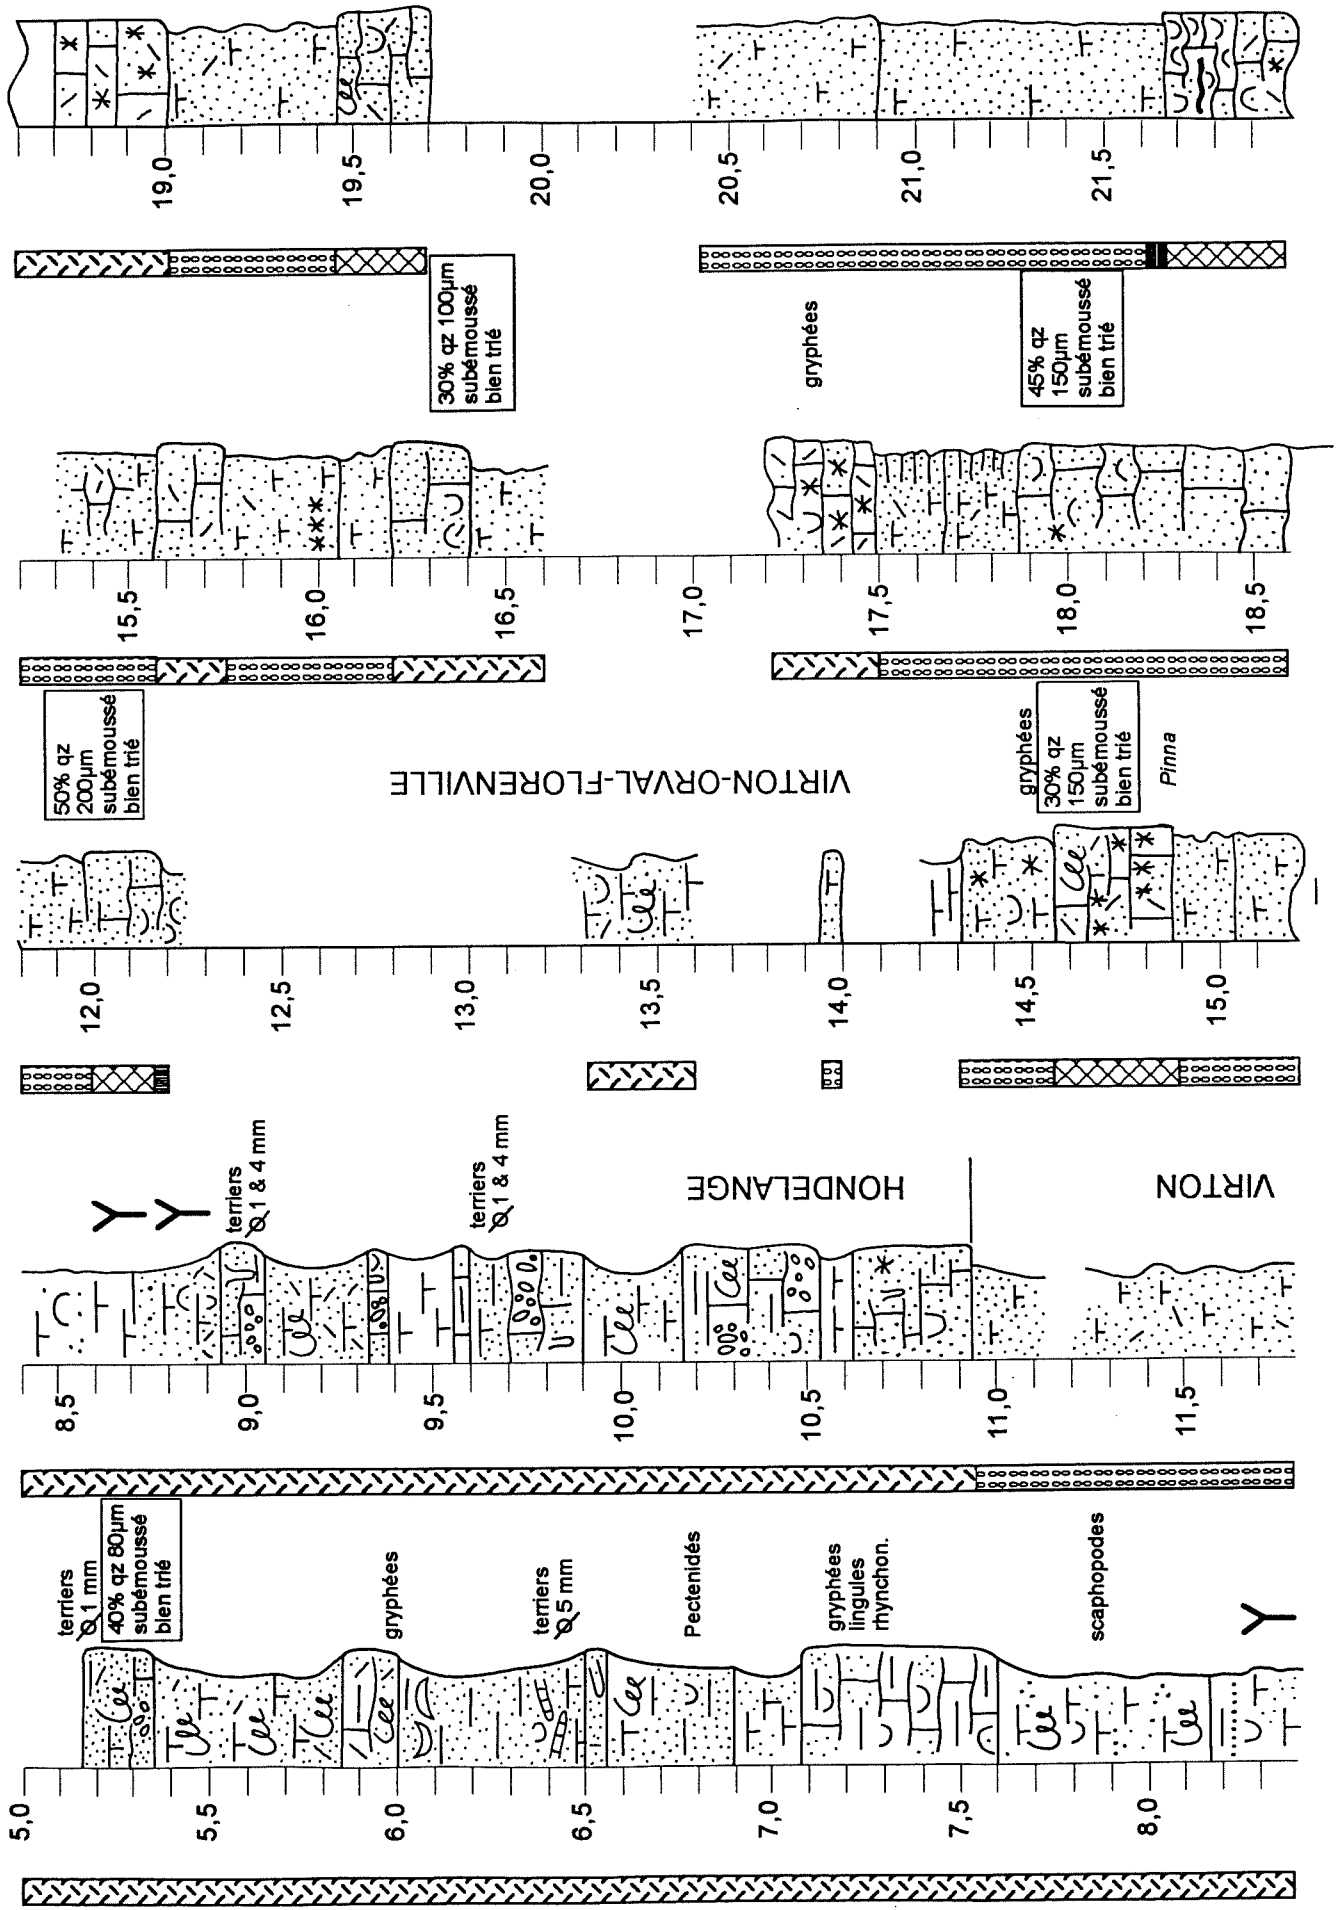 5,0
5,5
6,0
6,5
7,0
7,5
8,0
terriers
Ø 1 mm
40% qz 80µm
subémoussé
bien trié
gryphées
terriers
Ø 5 mm
Pectenidés
gryphées
lingules
rhynchon.
scaphopodes
8,5
9,0
9,5
10,0
10,5
11,0
11,5
terriers
Ø 1 & 4 mm
terriers
Ø 1 & 4 mm
HONDELANGE
VIRTON
12,0
12,5
13,0
13,5
14,0
14,5
15,0
50% qz
200µm
subémoussé
bien trié
VIRTON-ORVAL-FLORENVILLE
gryphées
30% qz
150µm
subémoussé
bien trié
Pinna
15,5
16,0
16,5
17,0
17,5
18,0
18,5
30% qz 100µm
subémoussé
bien trié
gryphées
45% qz
150µm
subémoussé
bien trié
19,0
19,5
20,0
20,5
21,0
21,5